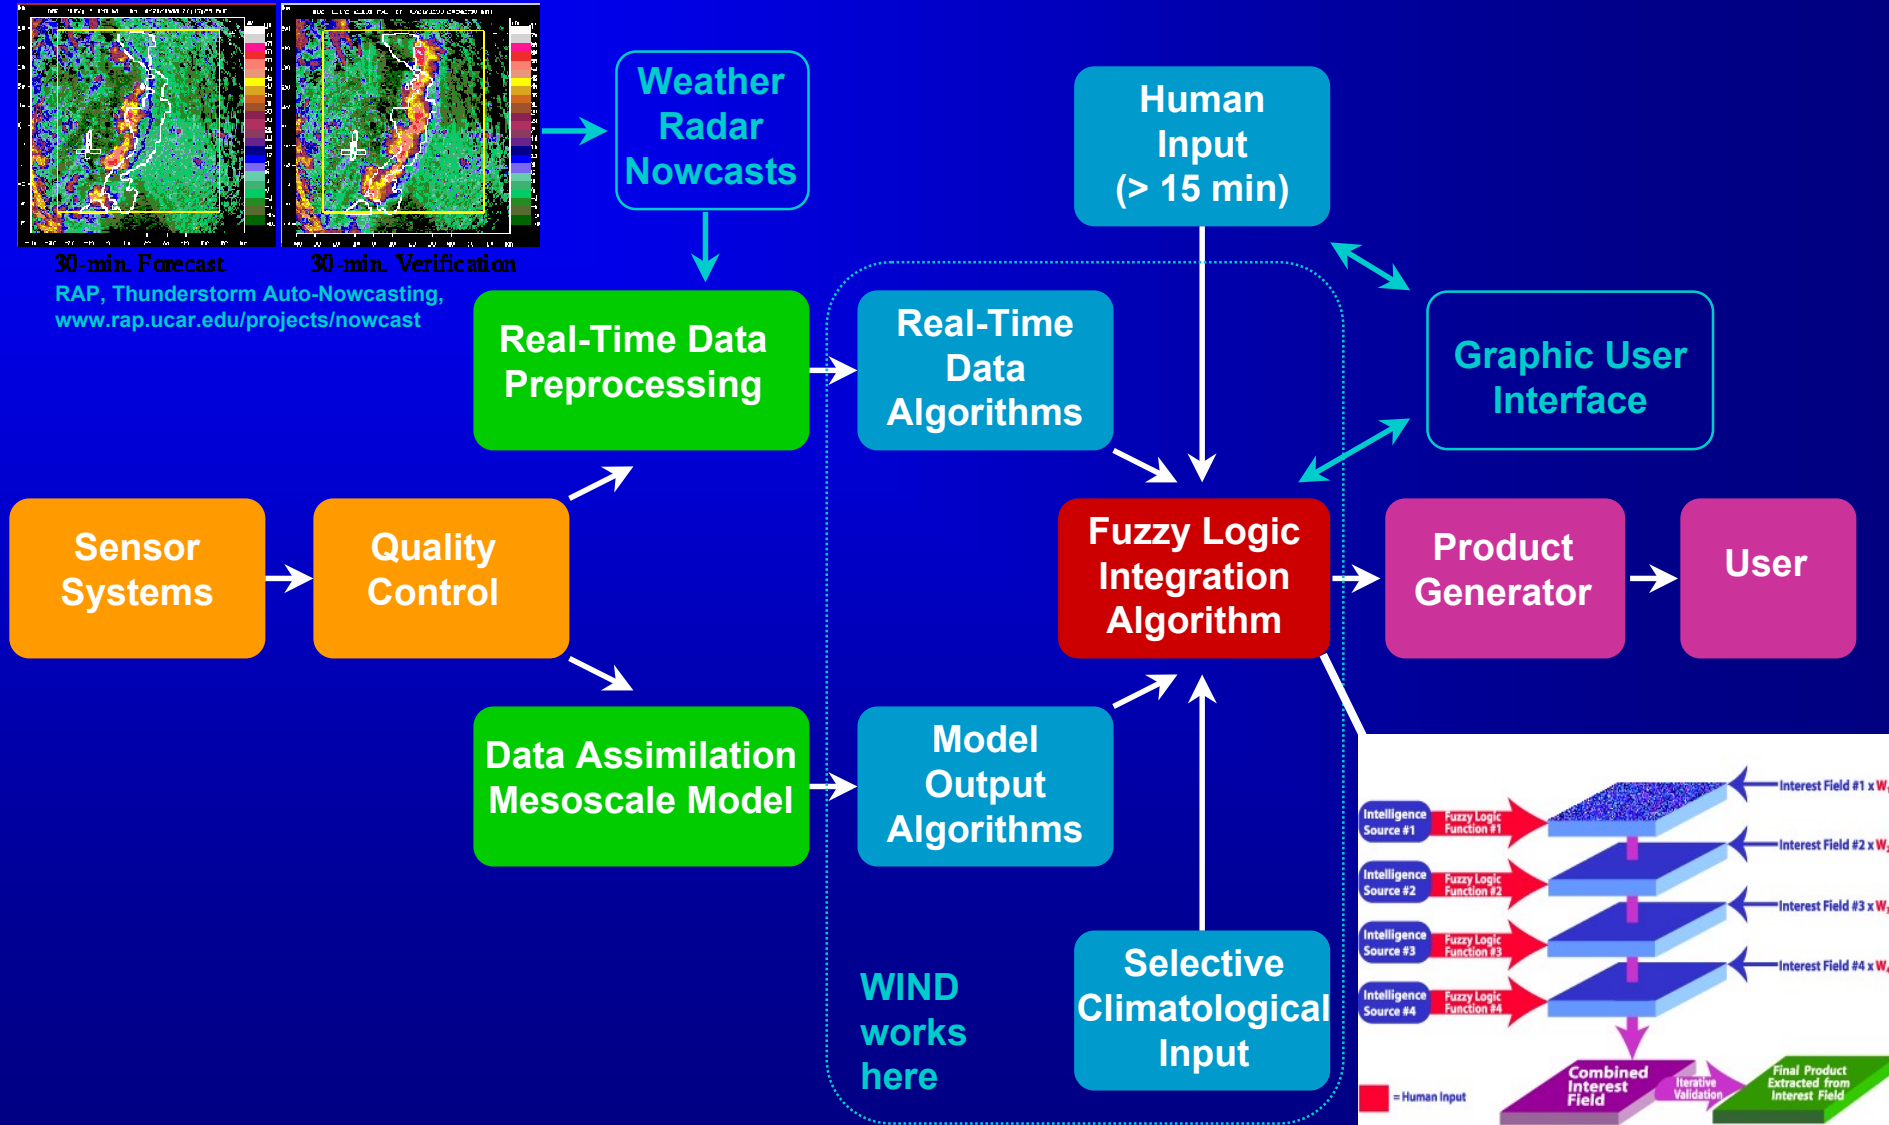 30-min. Forecast
30-min. Verification
RAP, Thunderstorm Auto-Nowcasting,
www.rap.ucar.edu/projects/nowcast
Weather
Radar
Nowcasts
Human
Input
(> 15 min)
Real-Time Data
Preprocessing
Real-Time
Data
Algorithms
Graphic User
Interface
Sensor
Systems
Quality
Control
Fuzzy Logic
Integration
Algorithm
Product
Generator
User
Data Assimilation
Mesoscale Model
Model
Output
Algorithms
WIND
works
here
Selective
Climatological
Input
Intelligence
Source #1
Fuzzy Logic
Function #1
Interest Field #1 x W
Intelligence
Source #2
Fuzzy Logic
Function #2
Interest Field #2 x W
Intelligence
Source #3
Fuzzy Logic
Function #3
Interest Field #3 x W
Intelligence
Source #4
Fuzzy Logic
Function #4
Interest Field #4 x W
= Human Input
Combined
Interest
Field
Iterative
Validation
Final Product
Extracted from
Interest Field